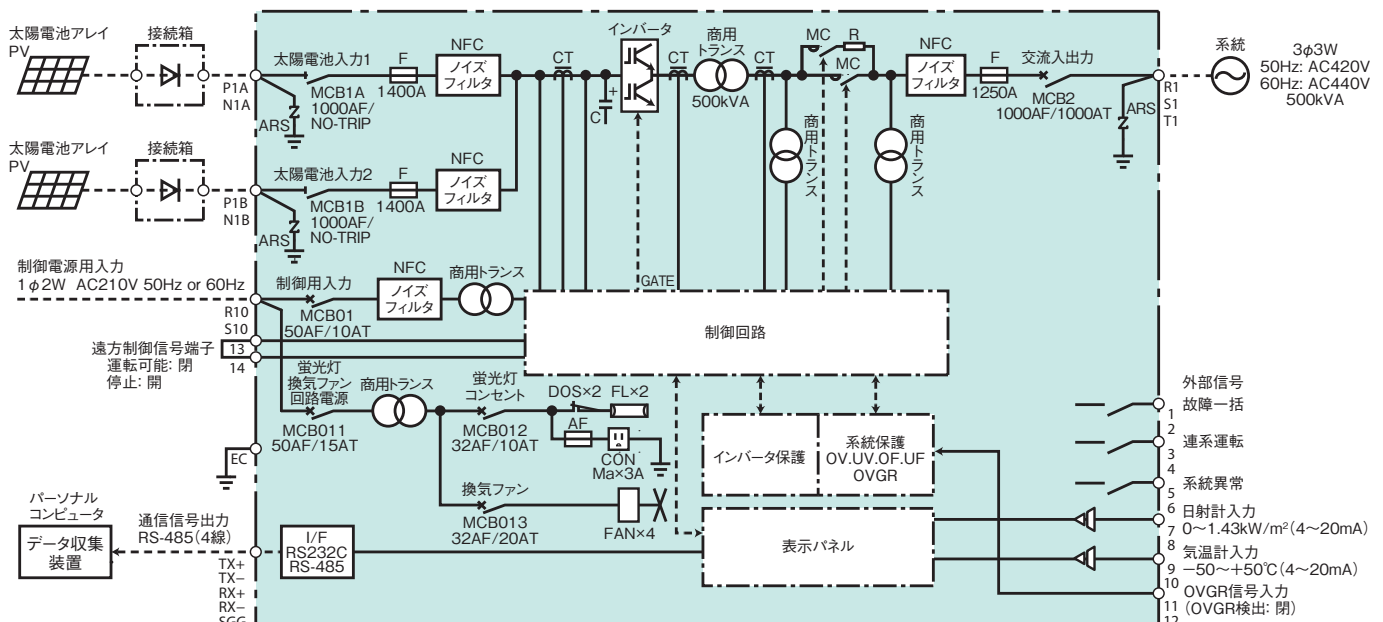 太陽電池アレイ
PV
接続箱
P1A
N1A
太陽電池入力1
MCB1A
1000AF/
NO-TRIP
ARS
F
1400A
NFC
ノイズ
フィルタ
CT
+
C
インバータ
CT
商用
トランス
500kVA
CT
MC
R
MC
NFC
ノイズ
フィルタ
F
1250A
交流入出力
MCB2
1000AF/1000AT
ARS
R1
S1
T1
系統
3φ3W
50Hz: AC420V
60Hz: AC440V
500kVA
太陽電池アレイ
PV
接続箱
P1B
N1B
太陽電池入力2
MCB1B
1000AF/
NO-TRIP
ARS
F
1400A
NFC
ノイズ
フィルタ
商用トランス
商用トランス
制御電源用入力
1φ2W AC210V 50Hz or 60Hz
R10
S10
制御用入力
MCB01
50AF/10AT
NFC
ノイズ
フィルタ
商用トランス
GATE
制御回路
遠方制御信号端子
運転可能: 閉
停止: 開
13
14
蛍光灯
換気ファン
回路電源
MCB011
50AF/15AT
商用トランス
蛍光灯
コンセント
MCB012
32AF/10AT
DOS×2
FL×2
AF
CON
Ma×3A
換気ファン
MCB013
32AF/20AT
FAN×4
EC
インバータ保護
系統保護
OV.UV.OF.UF
OVGR
表示パネル
パーソナル
コンピュータ
データ収集
装置
通信信号出力
RS-485(4線)
TX+
TX−
RX+
RX−
SGG
I/F
RS232C
RS-485
外部信号
故障一括
1
2
連系運転
3
4
系統異常
5
6
日射計入力
7
0〜1.43kW/m²(4〜20mA)
8
気温計入力
9
−50〜+50℃(4〜20mA)
10
OVGR信号入力
11
(OVGR検出: 閉)
12